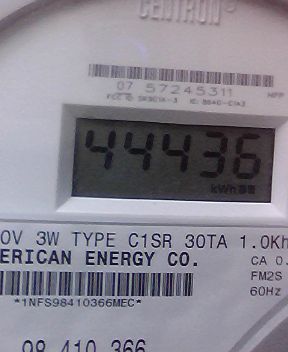 CENTRON
07 57245311
44436
kWh
0V 3W TYPE C1SR 30TA 1.0Kh
ERICAN ENERGY CO.
CA 0.
FM2S
60Hz
*1NFS98410366MEC*
98 410 366